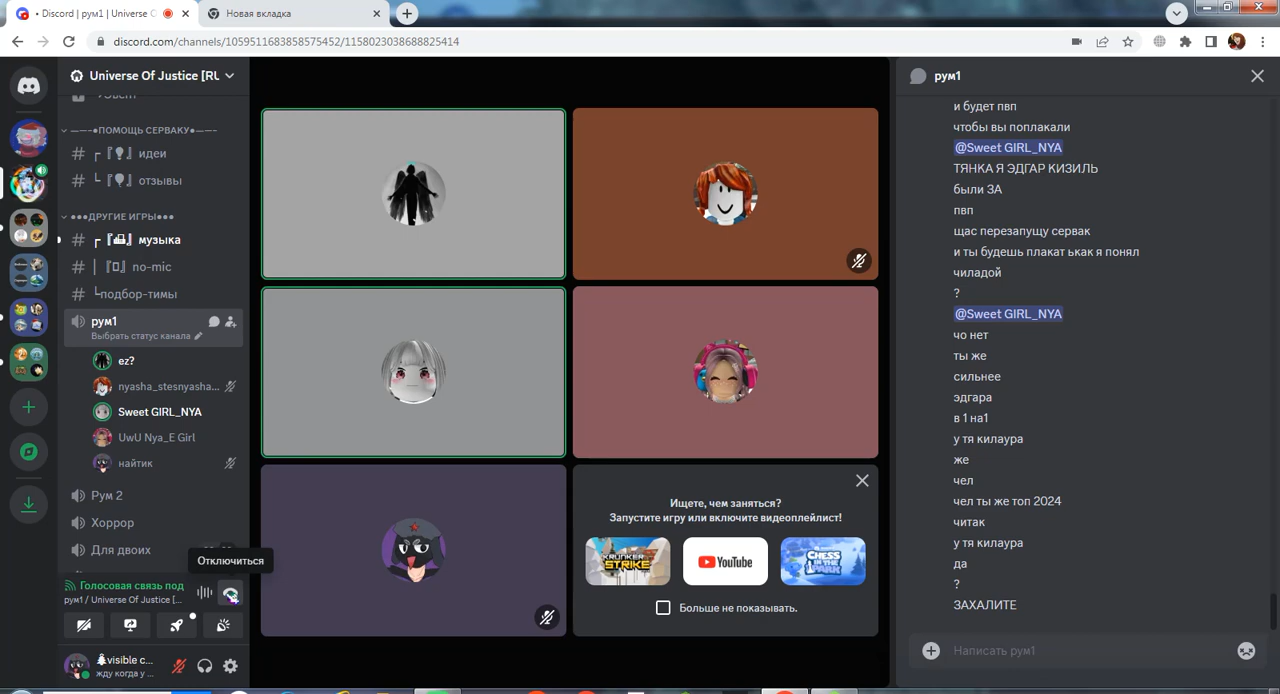 Discord | рум1 | Universe O
Новая вкладка
discord.com/channels/1059511683858575452/1158023038688825414
Universe Of Justice [RU
——●ПОМОЩЬ СЕРВАКУ●——-
┌『💡』идеи
└『💡』отзывы
●●●ДРУГИЕ ИГРЫ●●●
┌『📻』музыка
no-mic
└подбор-тимы
рум1
Выбрать статус канала
ez?
nyasha_stesnyasha...
Sweet GIRL_NYA
UwU Nya_E Girl
найтик
Рум 2
Хоррор
Для двоих
Отключиться
Голосовая связь под
рум1 / Universe Of Justice [...
visible c...
жду когда у ...
Ищете, чем заняться?
Запустите игру или включите видеоплейлист!
KRUNKER STRIKE
YouTube
CHESS IN THE PARK
Больше не показывать.
рум1
и будет пвп
чтобы вы поплакали
@Sweet GIRL_NYA
ТЯНКА Я ЭДГАР КИЗИЛЬ
были ЗА
пвп
щас перезапущу сервак
и ты будешь плакат ькак я понял
чиладой
?
@Sweet GIRL_NYA
чо нет
ты же
сильнее
эдгара
в 1 на1
у тя килаура
же
чел
чел ты же топ 2024
читак
у тя килаура
да
?
ЗАХАЛИТЕ
Написать рум1